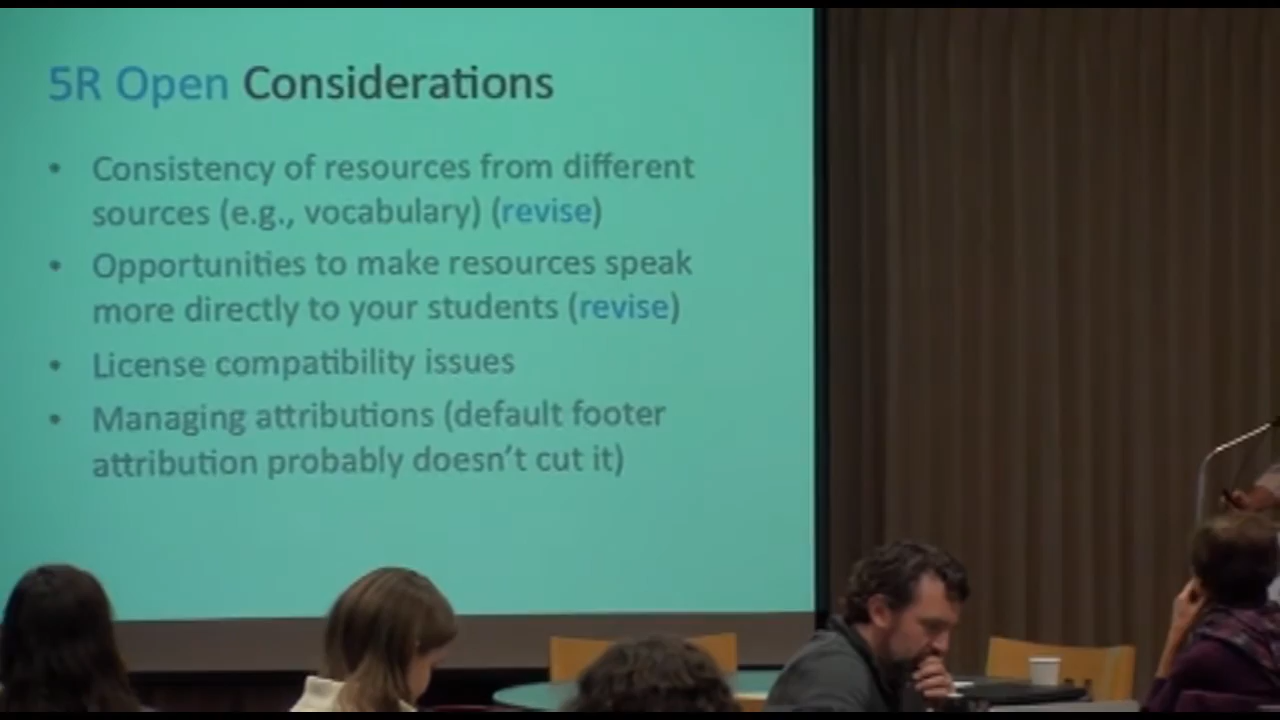 5R Open Considerations
• Consistency of resources from different
sources (e.g., vocabulary) (revise)
• Opportunities to make resources speak
more directly to your students (revise)
• License compatibility issues
• Managing attributions (default footer
attribution probably doesn't cut it)